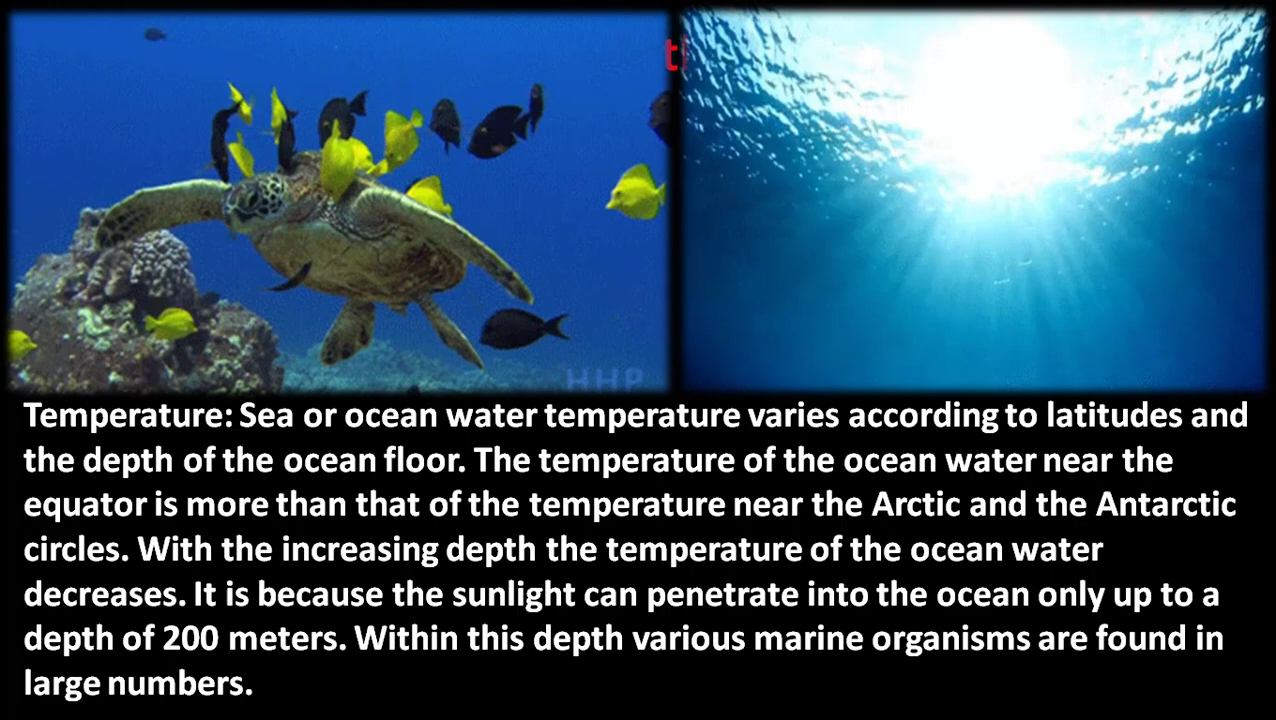 t
HHP
Temperature: Sea or ocean water temperature varies according to latitudes and
the depth of the ocean floor. The temperature of the ocean water near the
equator is more than that of the temperature near the Arctic and the Antarctic
circles. With the increasing depth the temperature of the ocean water
decreases. It is because the sunlight can penetrate into the ocean only up to a
depth of 200 meters. Within this depth various marine organisms are found in
large numbers.